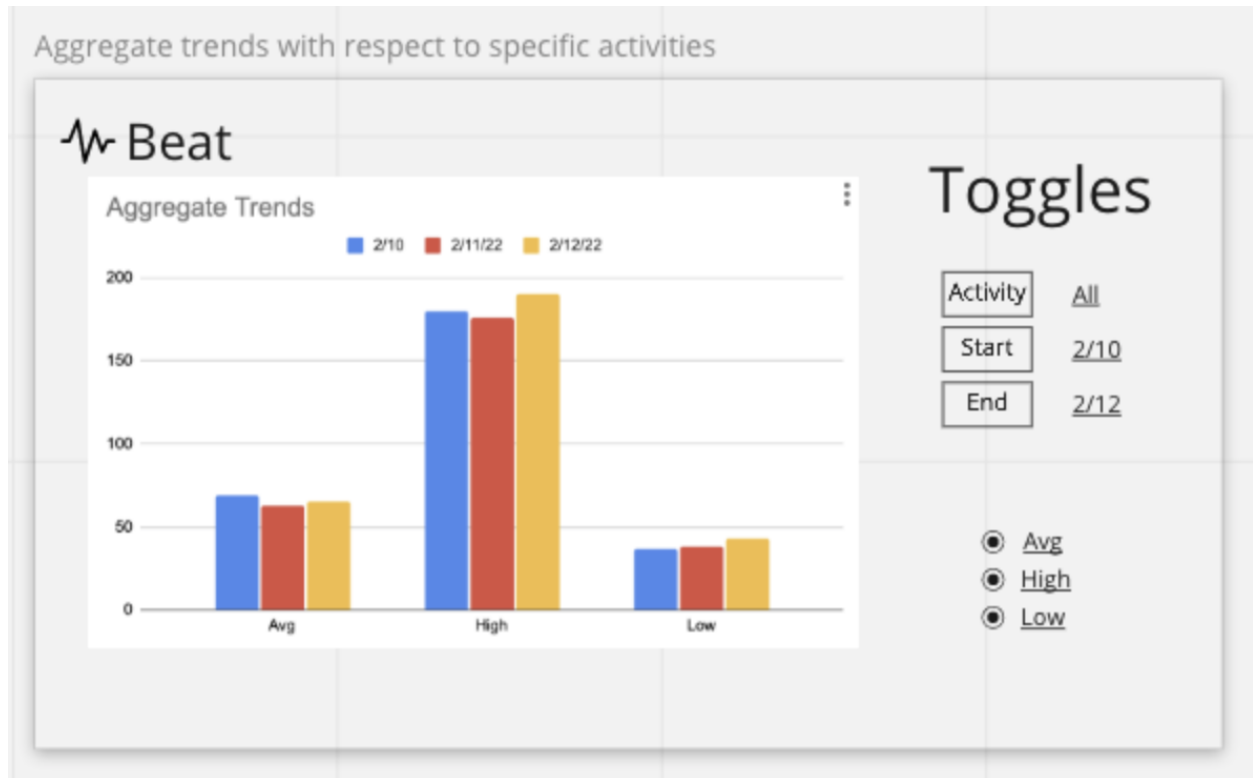 Aggregate trends with respect to specific activities
Beat
Toggles
Aggregate Trends
2/10 2/11/22 2/12/22
200
150
100
50
0
Avg High Low
Activity All
Start 2/10
End 2/12
Avg
High
Low